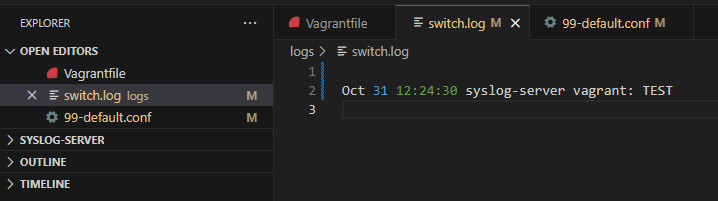 EXPLORER ···
OPEN EDITORS
Vagrantfile
switch.log logs M
99-default.conf M
SYSLOG-SERVER
OUTLINE
TIMELINE
Vagrantfile switch.log M 99-default.conf M
logs > switch.log
1
2 Oct 31 12:24:30 syslog-server vagrant: TEST
3